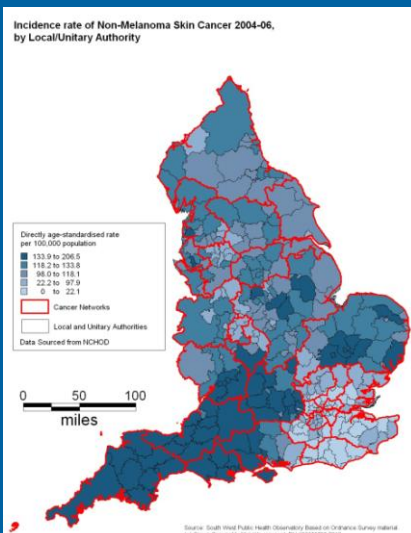 Incidence rate of Non-Melanoma Skin Cancer 2004-06,
by Local/Unitary Authority
Directly age-standardised rate
per 100,000 population
133.9 to 206.5
118.2 to 133.8
98.0 to 118.1
22.2 to 97.9
0 to 22.1
Cancer Networks
Local and Unitary Authorities
Data Sourced from NCHOD
0 50 100
miles
Source: South West Public Health Observatory Based on Ordnance Survey material